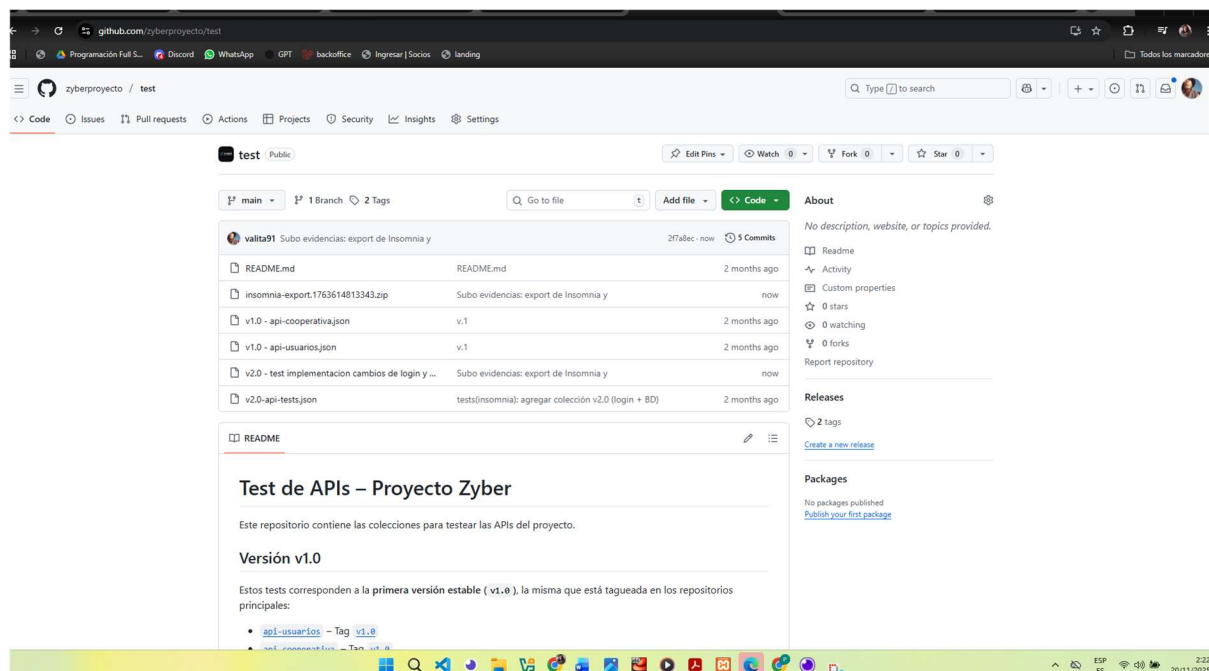 github.com/zyberproyecto/test
Programación Full S... Discord WhatsApp GPT backoffice Ingresar | Socios landing Todos los marcadore
zyberproyecto / test Type / to search
Code Issues Pull requests Actions Projects Security Insights Settings
test Public Edit Pins Watch 0 Fork 0 Star 0
main 1 Branch 2 Tags Go to file t Add file Code
valita91 Subo evidencias: export de Insomnia y 2f7a8ec · now 5 Commits
README.md README.md 2 months ago
insomnia-export.1763614813343.zip Subo evidencias: export de Insomnia y now
v1.0 - api-cooperativa.json v.1 2 months ago
v1.0 - api-usuarios.json v.1 2 months ago
v2.0 - test implementacion cambios de login y ... Subo evidencias: export de Insomnia y now
v2.0-api-tests.json tests(insomnia): agregar colección v2.0 (login + BD) 2 months ago
README
Test de APIs – Proyecto Zyber
Este repositorio contiene las colecciones para testear las APIs del proyecto.
Versión v1.0
Estos tests corresponden a la primera versión estable ( v1.0 ), la misma que está tagueada en los repositorios
principales:
• api-usuarios – Tag v1.0
• api-cooperativa – Tag v1.0
About
No description, website, or topics provided.
Readme
Activity
Custom properties
0 stars
0 watching
0 forks
Report repository
Releases
2 tags
Create a new release
Packages
No packages published
Publish your first package
ESP 2:22
ES 20/11/2025